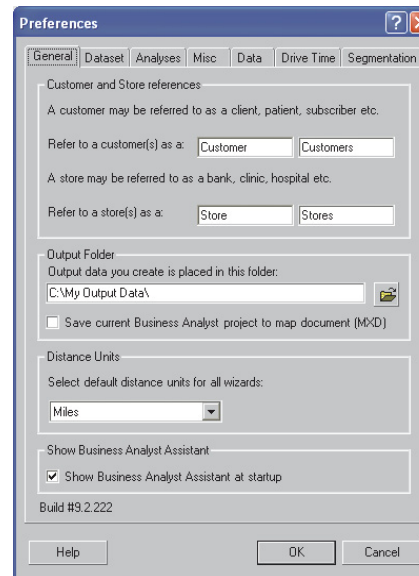 Preferences
General Dataset Analyses Misc Data Drive Time Segmentation
Customer and Store references
A customer may be referred to as a client, patient, subscriber etc.
Refer to a customer(s) as a: Customer Customers
A store may be referred to as a bank, clinic, hospital etc.
Refer to a store(s) as a: Store Stores
Output Folder
Output data you create is placed in this folder:
C:\My Output Data\
Save current Business Analyst project to map document (MXD)
Distance Units
Select default distance units for all wizards:
Miles
Show Business Analyst Assistant
Show Business Analyst Assistant at startup
Build #9.2.222
Help OK Cancel